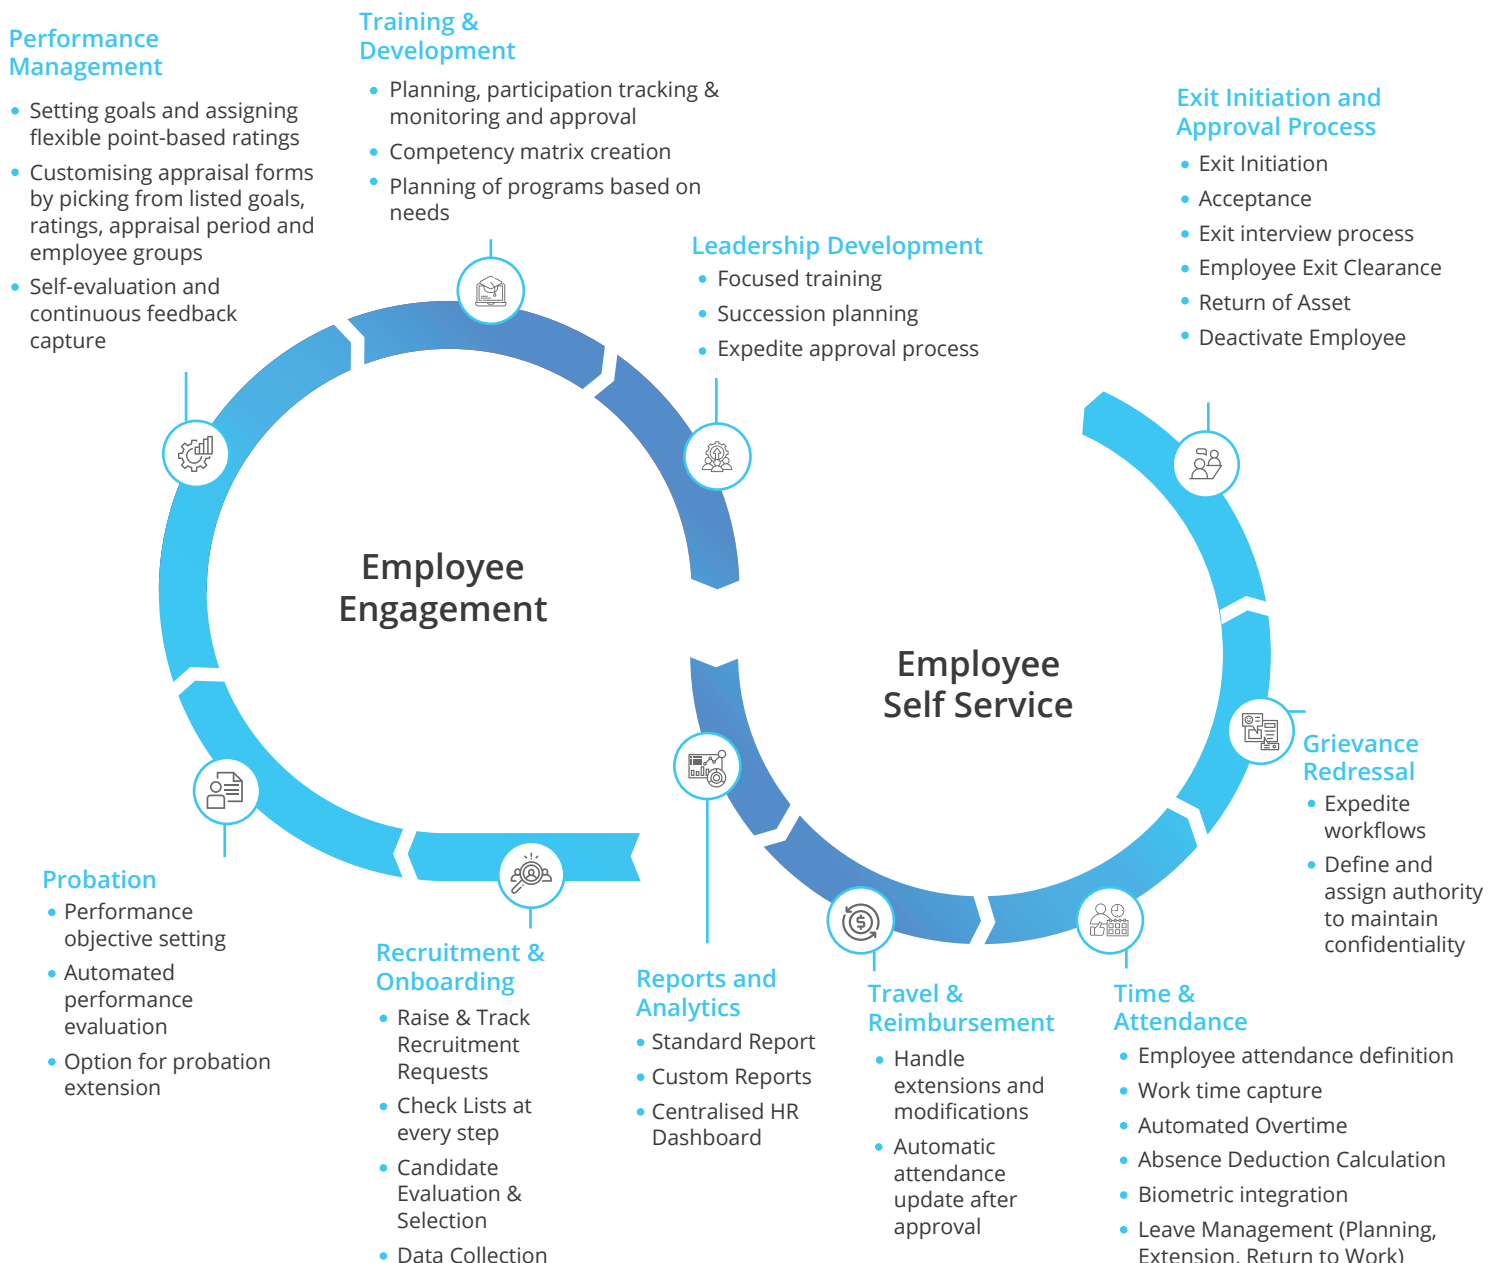 Performance
Management
Setting goals and assigning
flexible point-based ratings
Customising appraisal forms
by picking from listed goals,
ratings, appraisal period and
employee groups
Self-evaluation and
continuous feedback
capture
Training &
Development
Planning, participation tracking &
monitoring and approval
Competency matrix creation
Planning of programs based on
needs
Leadership Development
Focused training
Succession planning
Expedite approval process
Exit Initiation and
Approval Process
Exit Initiation
Acceptance
Exit interview process
Employee Exit Clearance
Return of Asset
Deactivate Employee
Employee
Engagement
Employee
Self Service
Grievance
Redressal
Expedite
workflows
Define and
assign authority
to maintain
confidentiality
Probation
Performance
objective setting
Automated
performance
evaluation
Option for probation
extension
Recruitment &
Onboarding
Raise & Track
Recruitment
Requests
Check Lists at
every step
Candidate
Evaluation &
Selection
Data Collection
Reports and
Analytics
Standard Report
Custom Reports
Centralised HR
Dashboard
Travel &
Reimbursement
Handle
extensions and
modifications
Automatic
attendance
update after
approval
Time &
Attendance
Employee attendance definition
Work time capture
Automated Overtime
Absence Deduction Calculation
Biometric integration
Leave Management (Planning,
Extension, Return to Work)